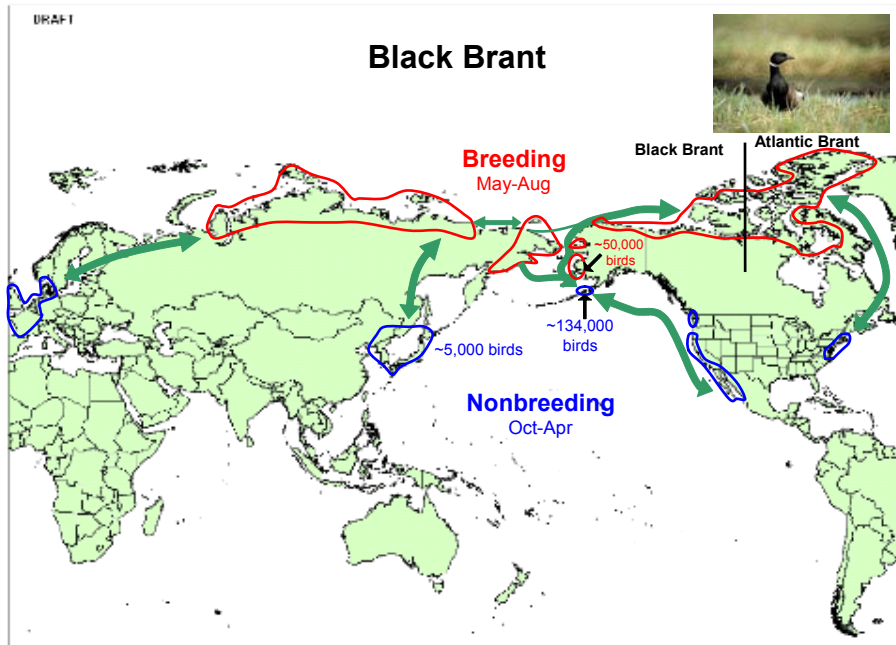 DRAFT
Black Brant
Black Brant
Atlantic Brant
Breeding
May-Aug
~50,000
birds
~134,000
birds
~5,000 birds
Nonbreeding
Oct-Apr